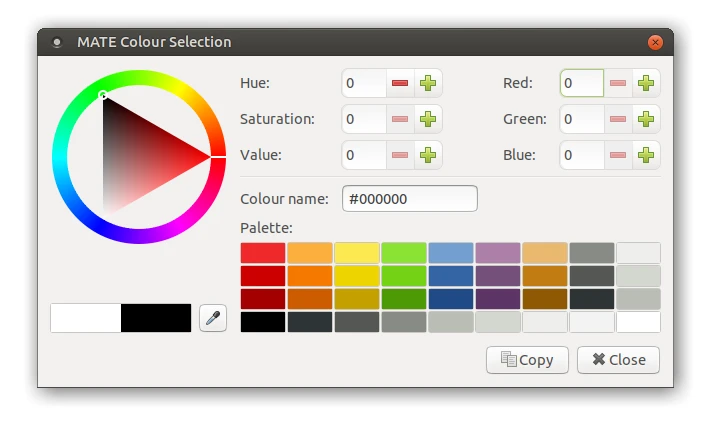 MATE Colour Selection
Hue: 0 Red: 0
Saturation: 0 Green: 0
Value: 0 Blue: 0
Colour name: #000000
Palette:
Copy Close